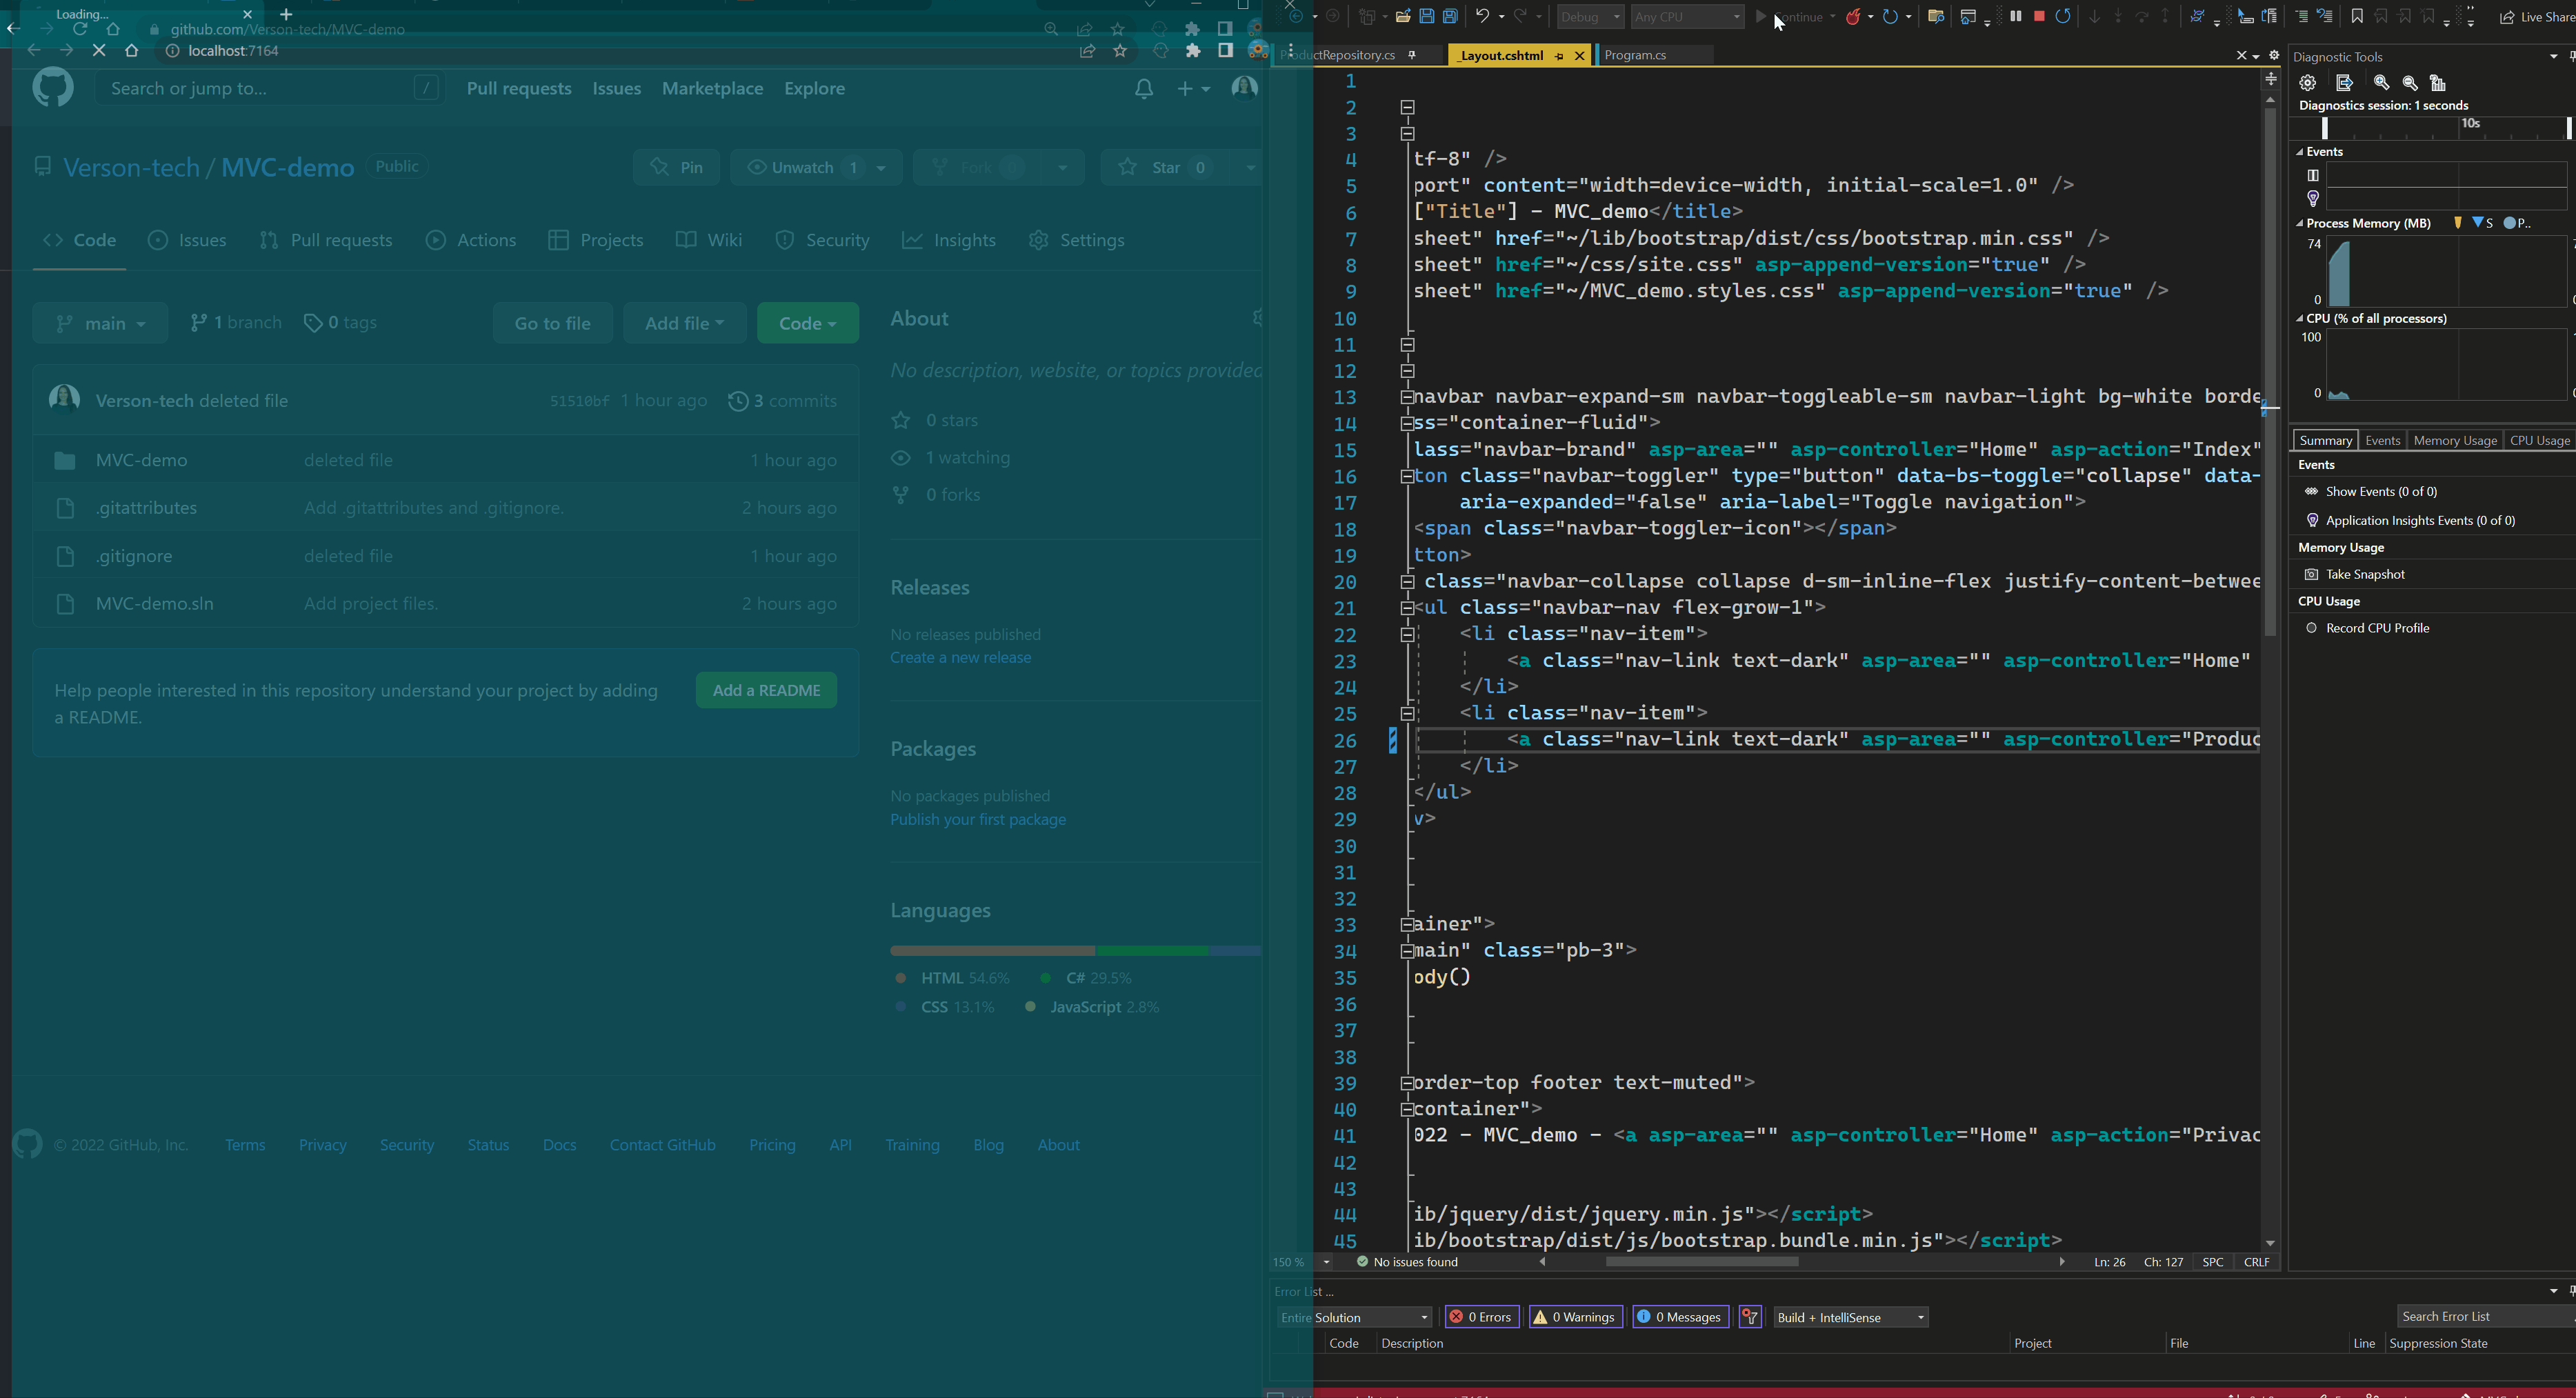 Loading...
github.com/Verson-tech/MVC-demo
localhost:7164
Search or jump to... /
Pull requests Issues Marketplace Explore
Verson-tech / MVC-demo Public
Pin Unwatch 1 Fork 0 Star 0
Code Issues Pull requests Actions Projects Wiki Security Insights Settings
main 1 branch 0 tags Go to file Add file Code
Verson-tech deleted file 51510bf 1 hour ago 3 commits
MVC-demo deleted file 1 hour ago
.gitattributes Add .gitattributes and .gitignore. 2 hours ago
.gitignore deleted file 1 hour ago
MVC-demo.sln Add project files. 2 hours ago
Help people interested in this repository understand your project by adding
a README.
Add a README
About
No description, website, or topics provided
0 stars
1 watching
0 forks
Releases
No releases published
Create a new release
Packages
No packages published
Publish your first package
Languages
HTML 54.6% C# 29.5%
CSS 13.1% JavaScript 2.8%
© 2022 GitHub, Inc. Terms Privacy Security Status Docs Contact GitHub Pricing API Training Blog About
Debug Any CPU Continue Live Share
ductRepository.cs _Layout.cshtml Program.cs
1
2
3
4 tf-8" />
5 port" content="width=device-width, initial-scale=1.0" />
6 ["Title"] - MVC_demo</title>
7 sheet" href="~/lib/bootstrap/dist/css/bootstrap.min.css" />
8 sheet" href="~/css/site.css" asp-append-version="true" />
9 sheet" href="~/MVC_demo.styles.css" asp-append-version="true" />
10
11
12
13 navbar navbar-expand-sm navbar-toggleable-sm navbar-light bg-white borde
14 ss="container-fluid">
15 lass="navbar-brand" asp-area="" asp-controller="Home" asp-action="Index"
16 ton class="navbar-toggler" type="button" data-bs-toggle="collapse" data-
17 aria-expanded="false" aria-label="Toggle navigation">
18 <span class="navbar-toggler-icon"></span>
19 tton>
20 class="navbar-collapse collapse d-sm-inline-flex justify-content-betwee
21 <ul class="navbar-nav flex-grow-1">
22 <li class="nav-item">
23 <a class="nav-link text-dark" asp-area="" asp-controller="Home"
24 </li>
25 <li class="nav-item">
26 <a class="nav-link text-dark" asp-area="" asp-controller="Produc
27 </li>
28 </ul>
29 v>
30
31
32
33 ainer">
34 main" class="pb-3">
35 ody()
36
37
38
39 order-top footer text-muted">
40 container">
41 022 - MVC_demo - <a asp-area="" asp-controller="Home" asp-action="Privac
42
43
44 ib/jquery/dist/jquery.min.js"></script>
45 ib/bootstrap/dist/js/bootstrap.bundle.min.js"></script>
150 % No issues found Ln: 26 Ch: 127 SPC CRLF
Error List ...
Entire Solution 0 Errors 0 Warnings 0 Messages Build + IntelliSense Search Error List
Code Description Project File Line Suppression State
Diagnostic Tools
Diagnostics session: 1 seconds
10s
Events
Process Memory (MB) S P..
74
0
CPU (% of all processors)
100
0
Summary Events Memory Usage CPU Usage
Events
Show Events (0 of 0)
Application Insights Events (0 of 0)
Memory Usage
Take Snapshot
CPU Usage
Record CPU Profile